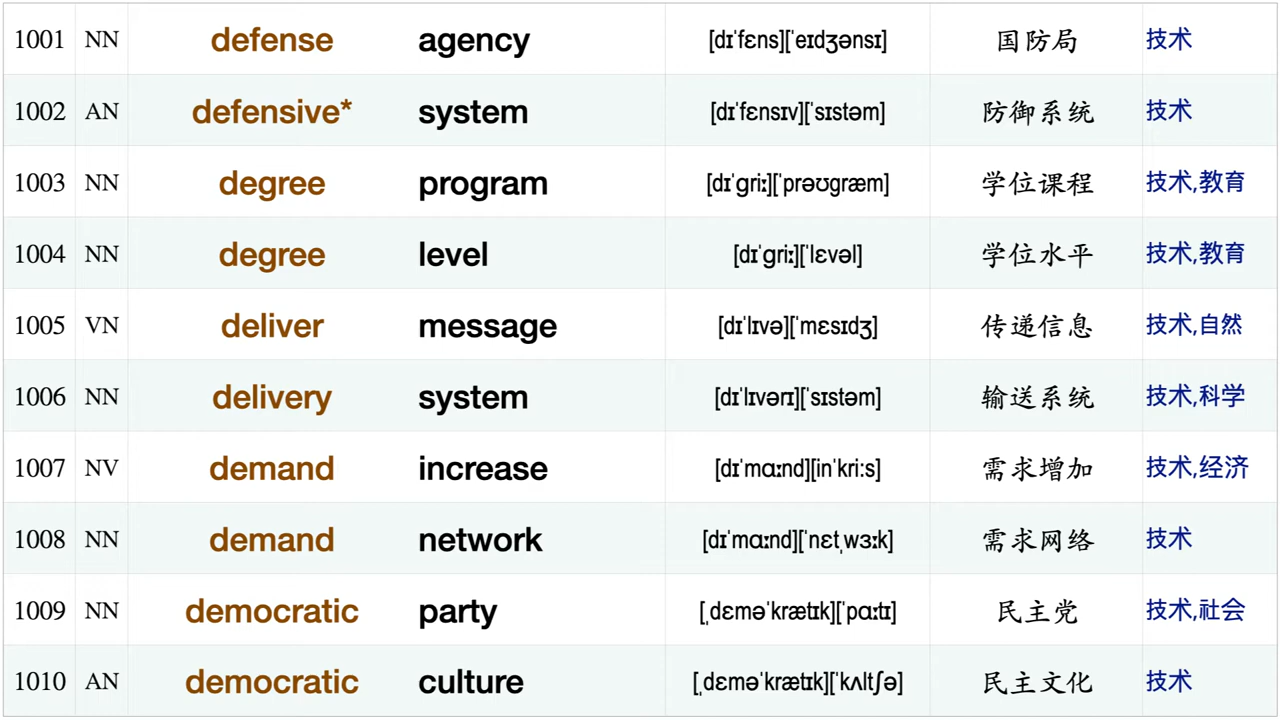 1001 NN defense agency [dɪˈfɛns][ˈeɪdʒənsɪ] 国防局 技术
1002 AN defensive* system [dɪˈfɛnsɪv][ˈsɪstəm] 防御系统 技术
1003 NN degree program [dɪˈɡriː][ˈprəʊɡræm] 学位课程 技术,教育
1004 NN degree level [dɪˈɡriː][ˈlɛvəl] 学位水平 技术,教育
1005 VN deliver message [dɪˈlɪvə][ˈmɛsɪdʒ] 传递信息 技术,自然
1006 NN delivery system [dɪˈlɪvərɪ][ˈsɪstəm] 输送系统 技术,科学
1007 NV demand increase [dɪˈmɑːnd][inˈkri:s] 需求增加 技术,经济
1008 NN demand network [dɪˈmɑːnd][ˈnɛtˌwɜːk] 需求网络 技术
1009 NN democratic party [ˌdɛməˈkrætɪk][ˈpɑːtɪ] 民主党 技术,社会
1010 AN democratic culture [ˌdɛməˈkrætɪk][ˈkʌltʃə] 民主文化 技术